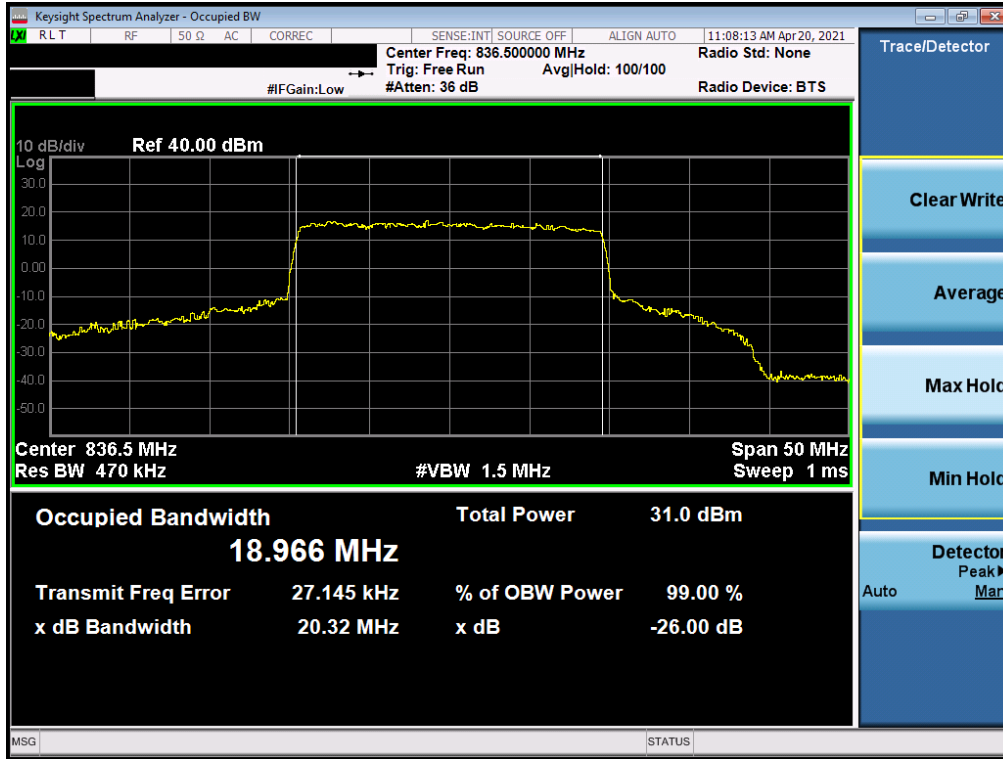 Keysight Spectrum Analyzer - Occupied BW
LXI RLT RF 50 Ω AC CORREC SENSE:INT SOURCE OFF ALIGN AUTO 11:08:13 AM Apr 20, 2021
Center Freq: 836.500000 MHz Radio Std: None
Trig: Free Run Avg|Hold: 100/100
#IFGain:Low #Atten: 36 dB Radio Device: BTS
Trace/Detector
10 dB/div Ref 40.00 dBm
Log
30.0
20.0
10.0
0.00
-10.0
-20.0
-30.0
-40.0
-50.0
Center 836.5 MHz Span 50 MHz
Res BW 470 kHz #VBW 1.5 MHz Sweep 1 ms
Occupied Bandwidth Total Power 31.0 dBm
18.966 MHz
Transmit Freq Error 27.145 kHz % of OBW Power 99.00 %
x dB Bandwidth 20.32 MHz x dB -26.00 dB
Clear Write
Average
Max Hold
Min Hold
Detector
Peak
Auto Man
MSG STATUS